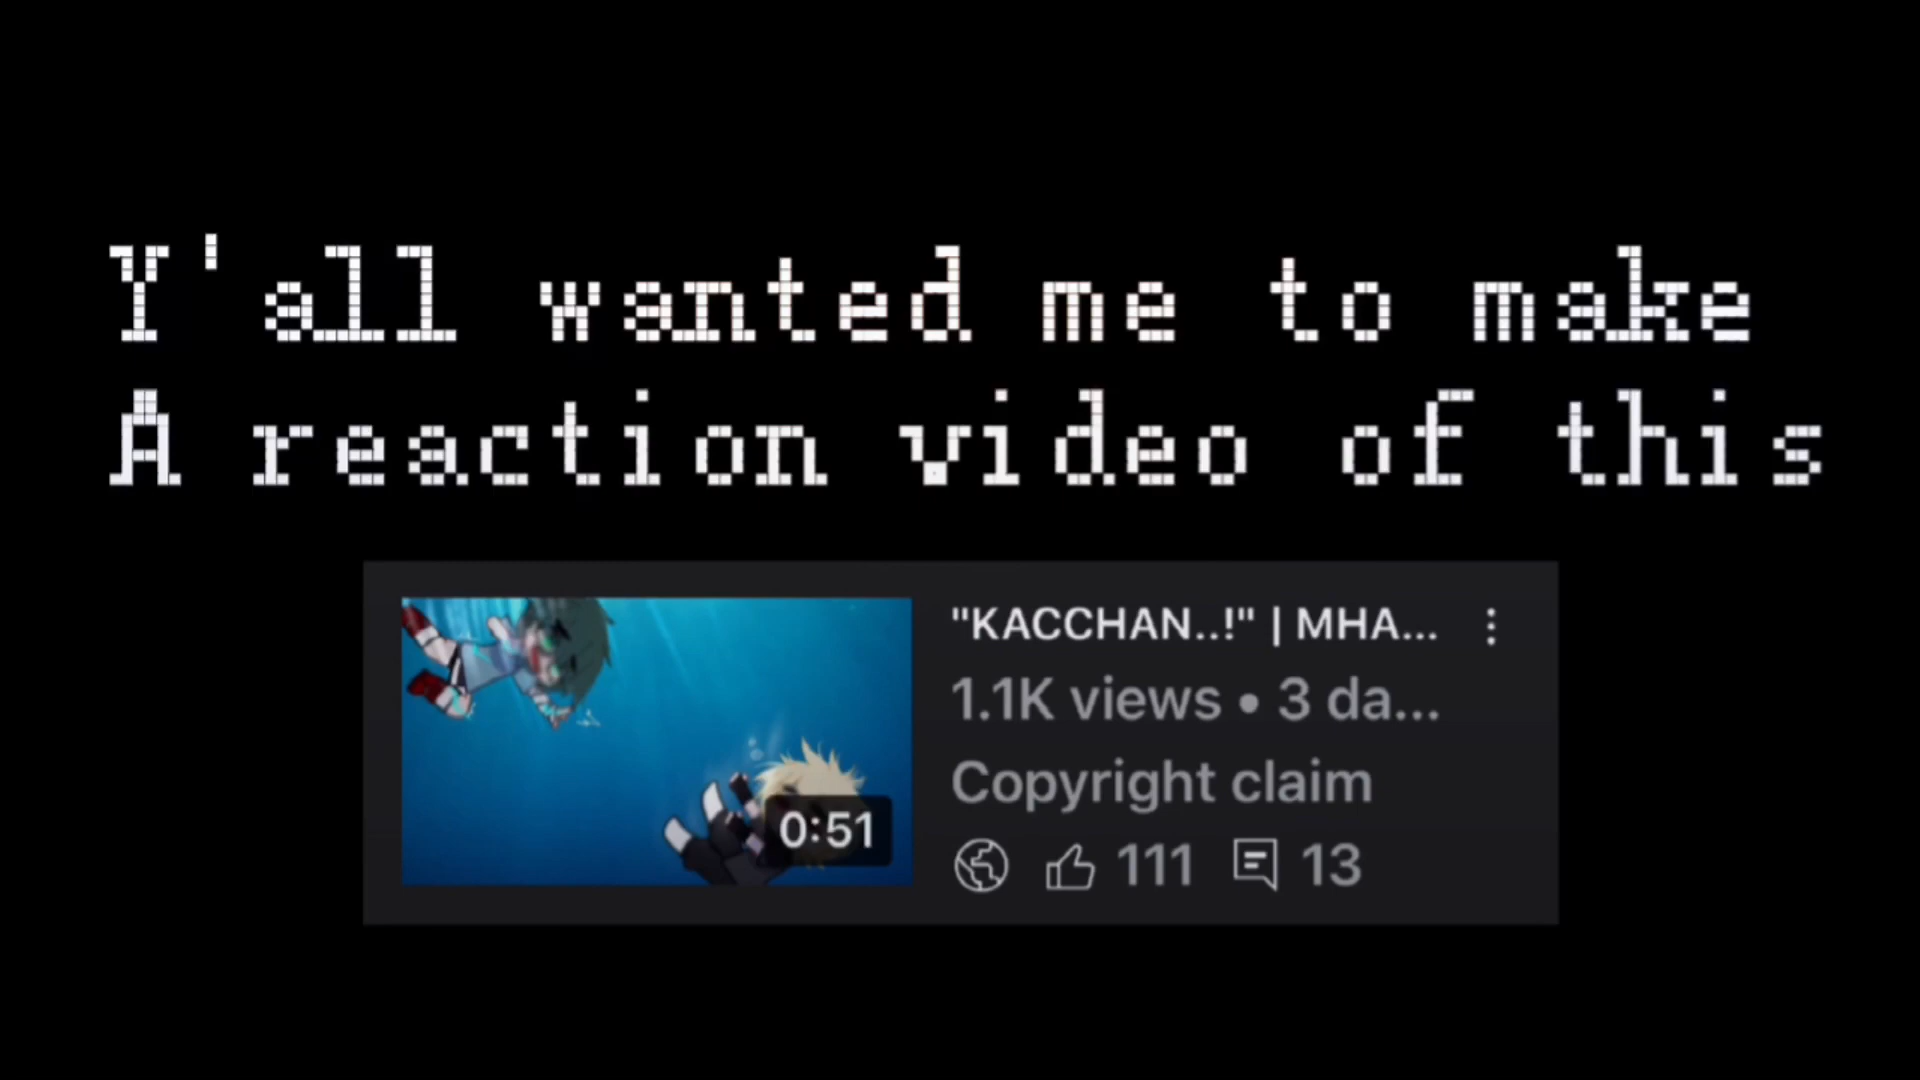 Y'all wanted me to make
A reaction video of this
"KACCHAN..!" | MHA...
1.1K views • 3 da...
Copyright claim
0:51
111 13